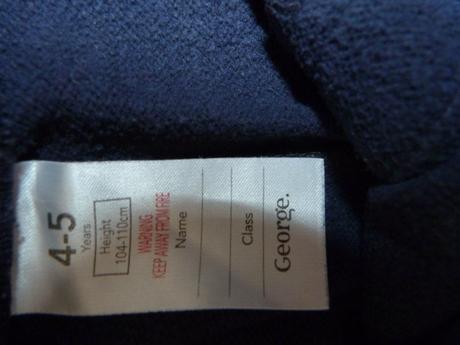 George.
Class
Name
WARNING
KEEP AWAY FROM FIRE
Height
104-110cm
4-5
Years